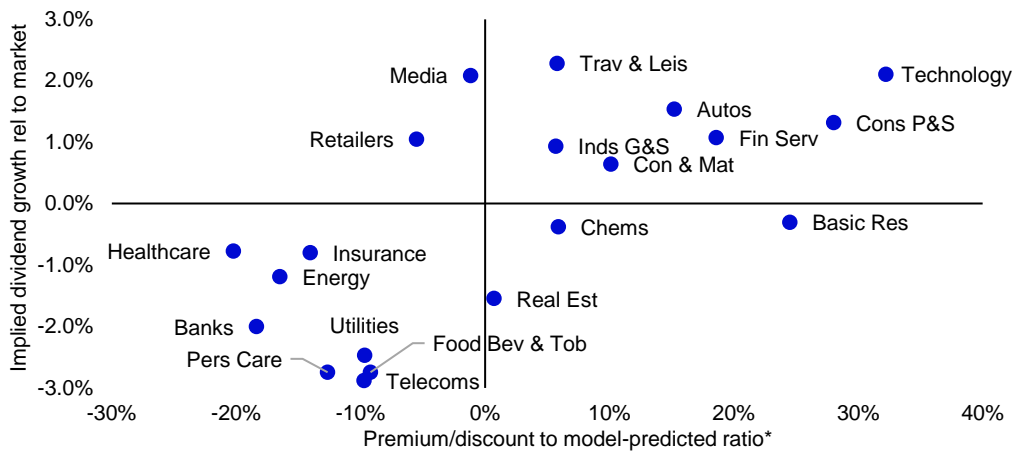 Implied dividend growth rel to market
3.0%
2.0%
1.0%
0.0%
-1.0%
-2.0%
-3.0%
Media
Trav & Leis
Technology
Autos
Cons P&S
Retailers
Inds G&S
Fin Serv
Con & Mat
Chems
Basic Res
Healthcare
Insurance
Energy
Real Est
Banks
Utilities
Food Bev & Tob
Pers Care
Telecoms
-30%
-20%
-10%
0%
10%
20%
30%
40%
Premium/discount to model-predicted ratio*